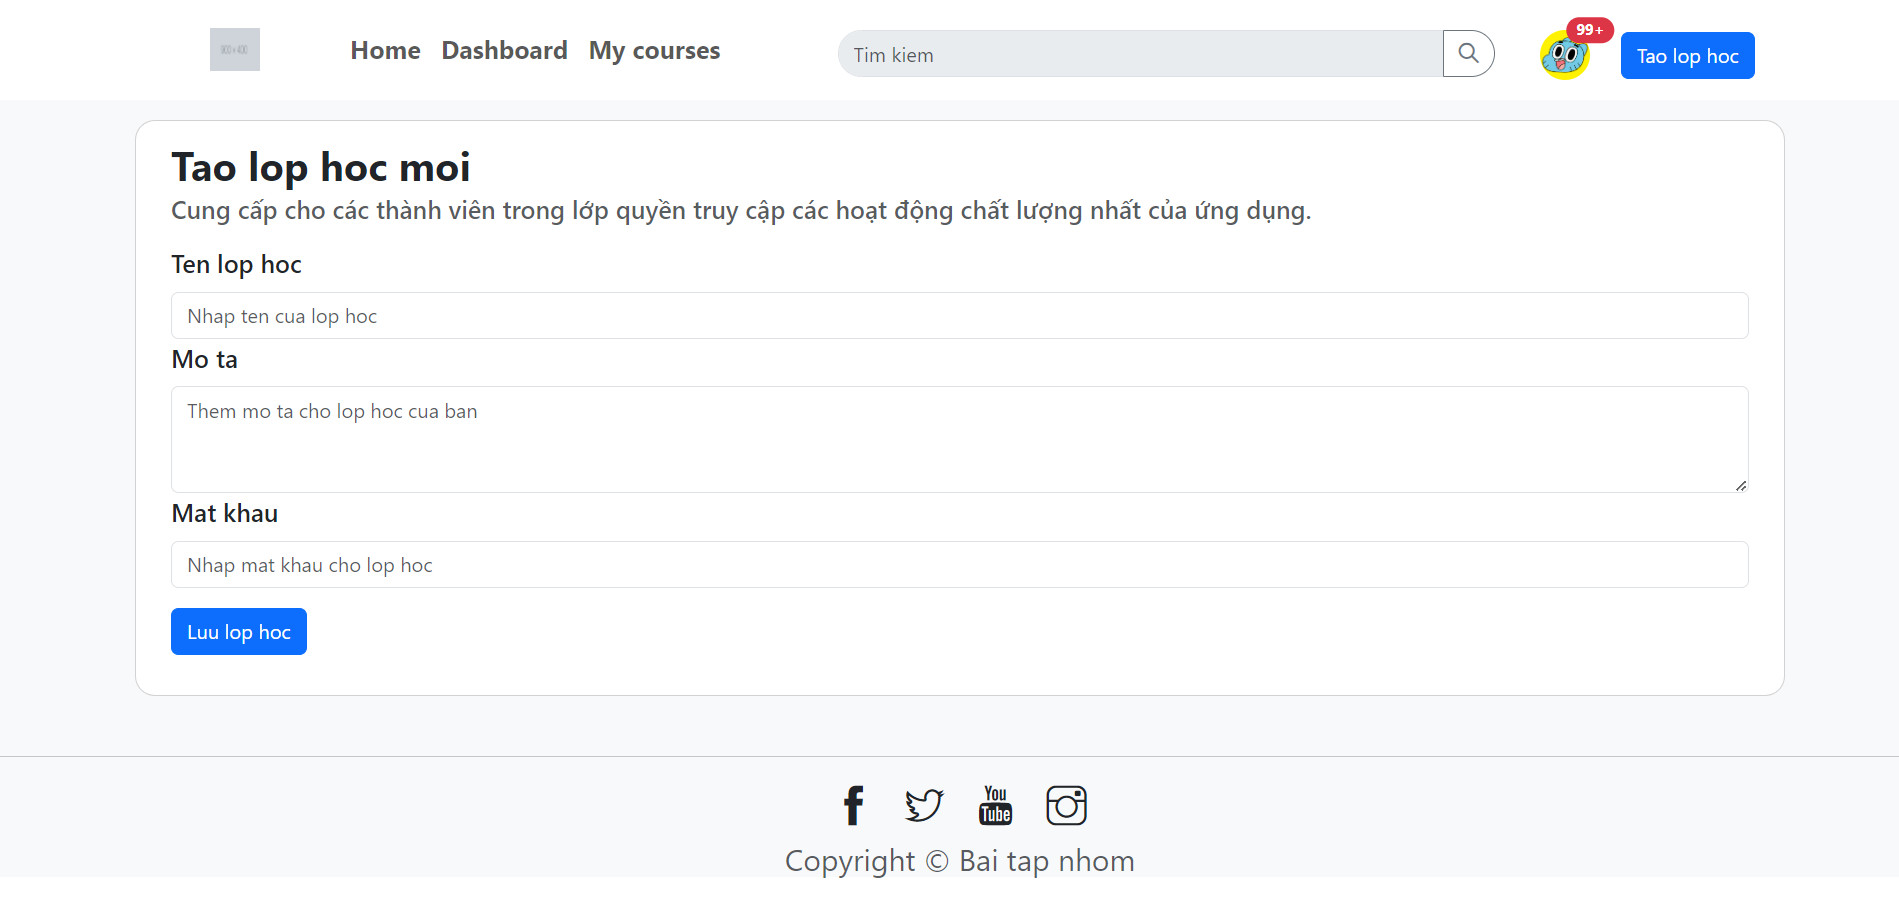 Home Dashboard My courses Tim kiem 99+ Tao lop hoc
Tao lop hoc moi
Cung cấp cho các thành viên trong lớp quyền truy cập các hoạt động chất lượng nhất của ứng dụng.
Ten lop hoc
Nhap ten cua lop hoc
Mo ta
Them mo ta cho lop hoc cua ban
Mat khau
Nhap mat khau cho lop hoc
Luu lop hoc
You
Tube
Copyright © Bai tap nhom